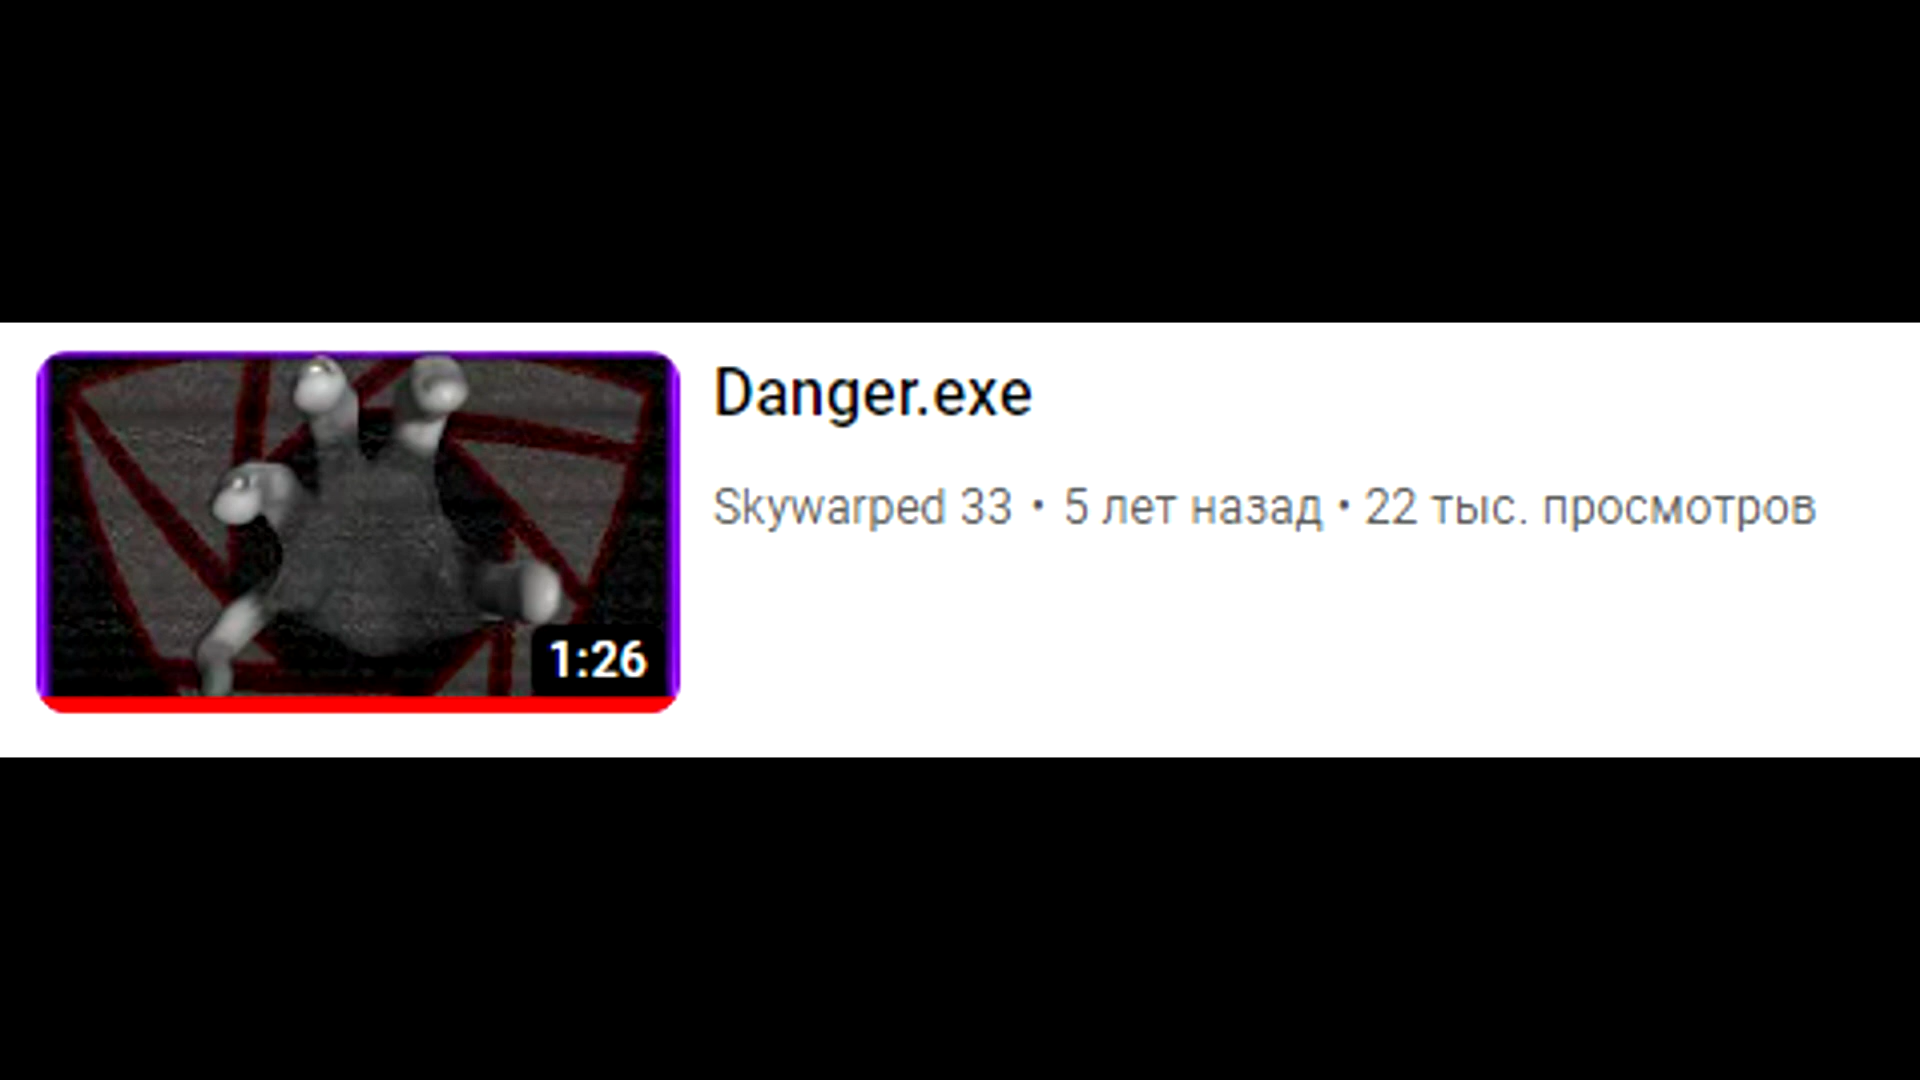 Danger.exe
Skywarped 33 • 5 лет назад • 22 тыс. просмотров
1:26